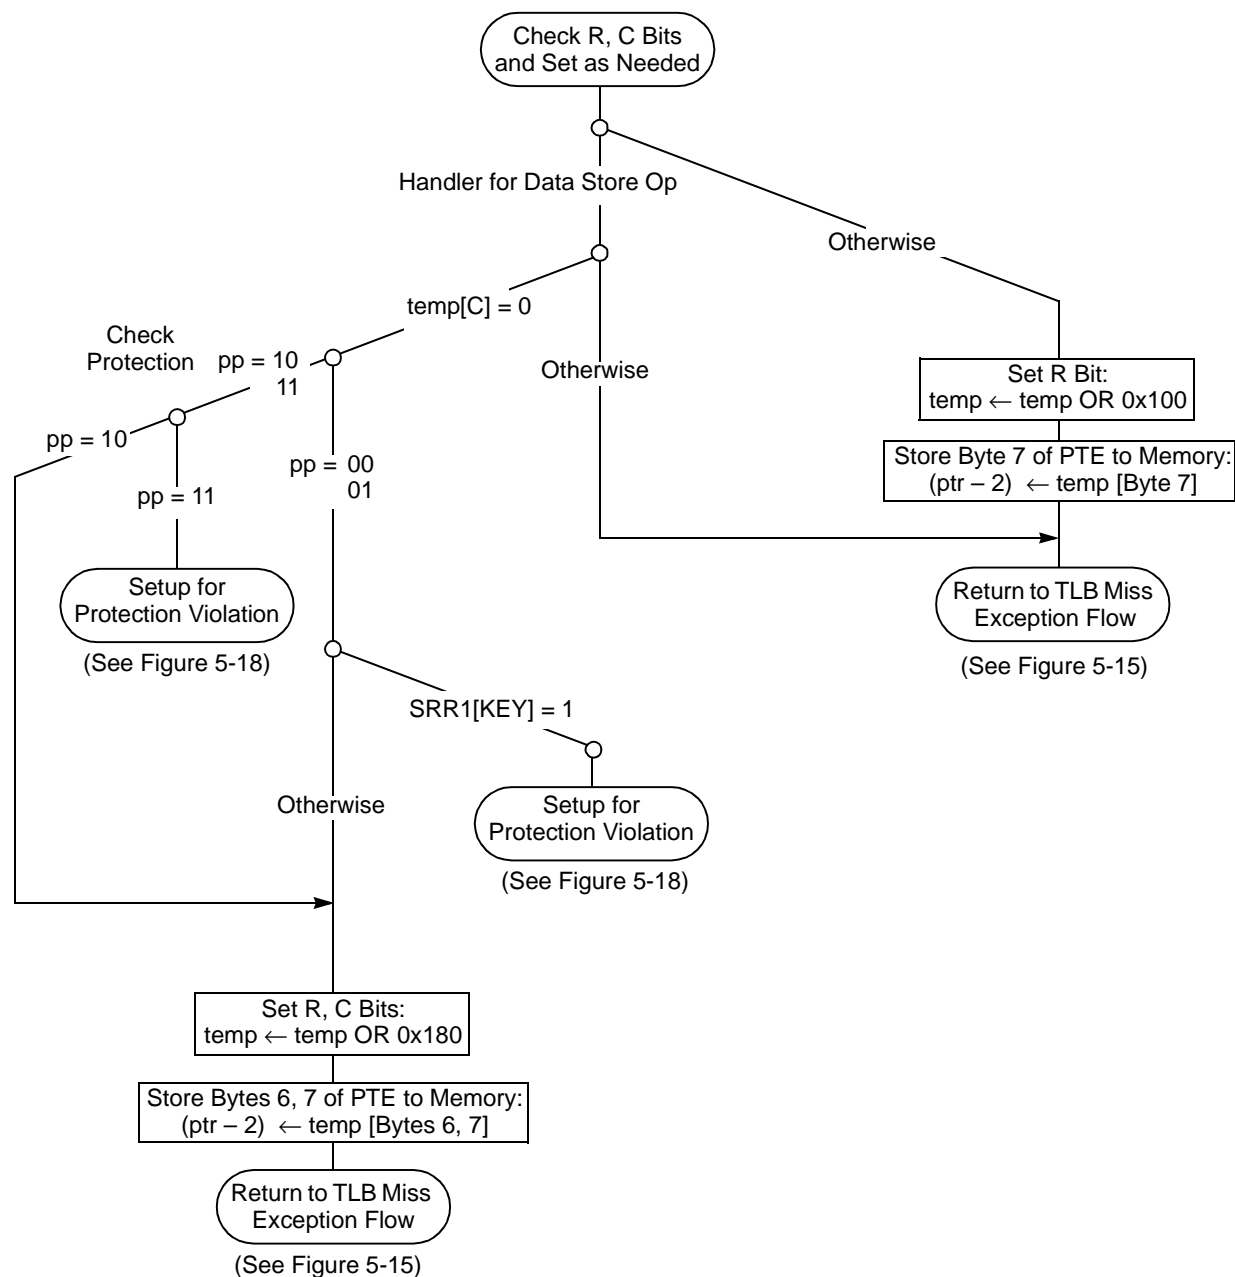 Check R, C Bits
and Set as Needed
Handler for Data Store Op
Otherwise
temp[C] = 0
Check
Protection
pp = 10
11
Otherwise
Set R Bit:
temp ← temp OR 0x100
pp = 10
Store Byte 7 of PTE to Memory:
(ptr – 2) ← temp [Byte 7]
pp = 00
01
pp = 11
Setup for
Protection Violation
(See Figure 5-18)
Return to TLB Miss
Exception Flow
(See Figure 5-15)
SRR1[KEY] = 1
Otherwise
Setup for
Protection Violation
(See Figure 5-18)
Set R, C Bits:
temp ← temp OR 0x180
Store Bytes 6, 7 of PTE to Memory:
(ptr – 2) ← temp [Bytes 6, 7]
Return to TLB Miss
Exception Flow
(See Figure 5-15)